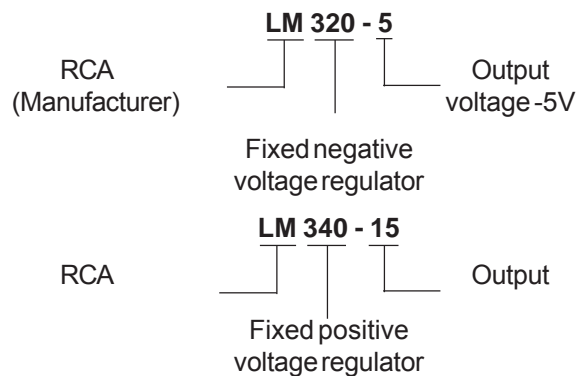 LM 320 - 5
RCA
(Manufacturer)
Output
voltage -5V
Fixed negative
voltage regulator
LM 340 - 15
RCA
Output
Fixed positive
voltage regulator